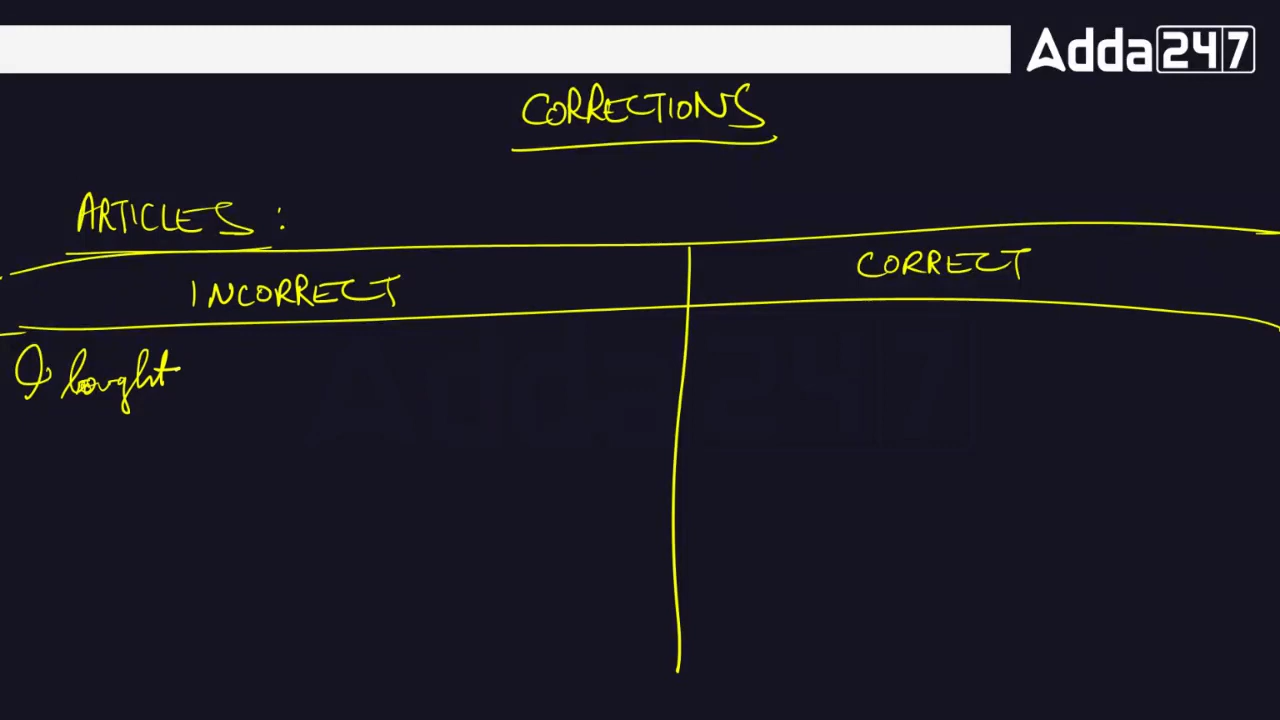 Adda247
CORRECTIONS
ARTICLES :
INCORRECT
CORRECT
I bought